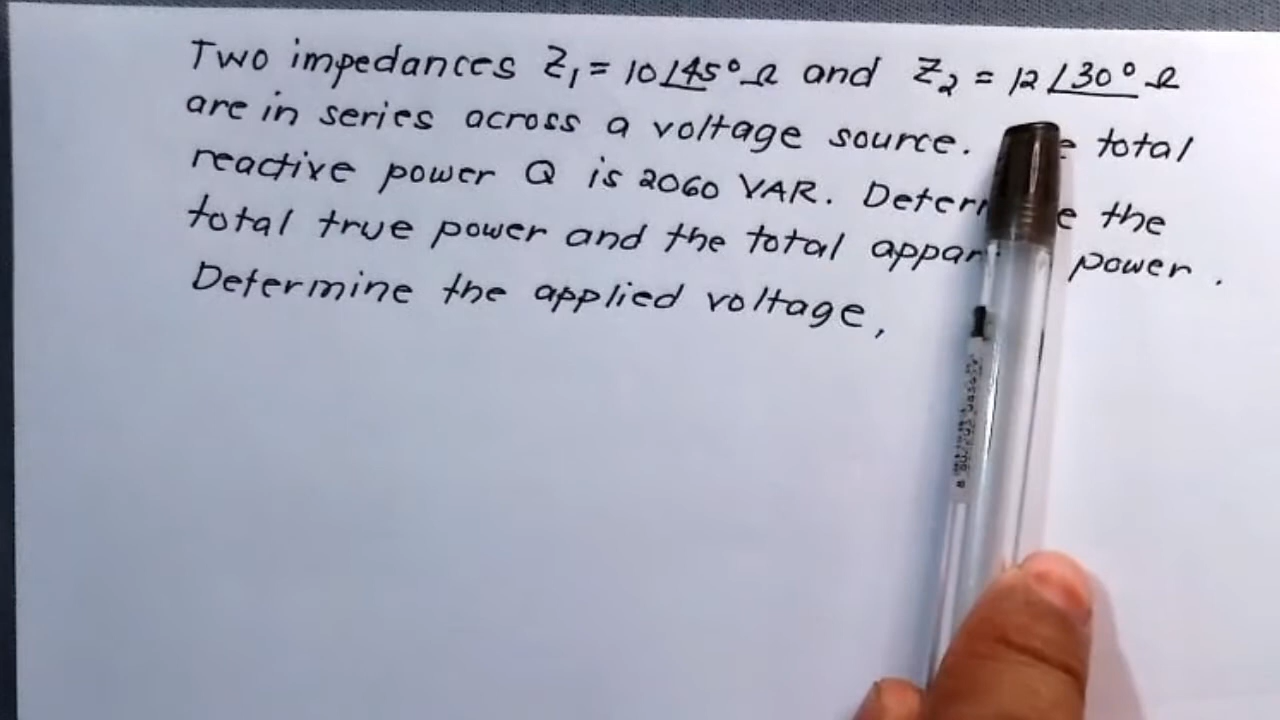 Two impedances Z₁ = 10∠45° Ω and Z₂ = 12∠30° Ω
are in series across a voltage source. total
reactive power Q is 2060 VAR. the
total true power and the total power.
Determine the applied voltage,